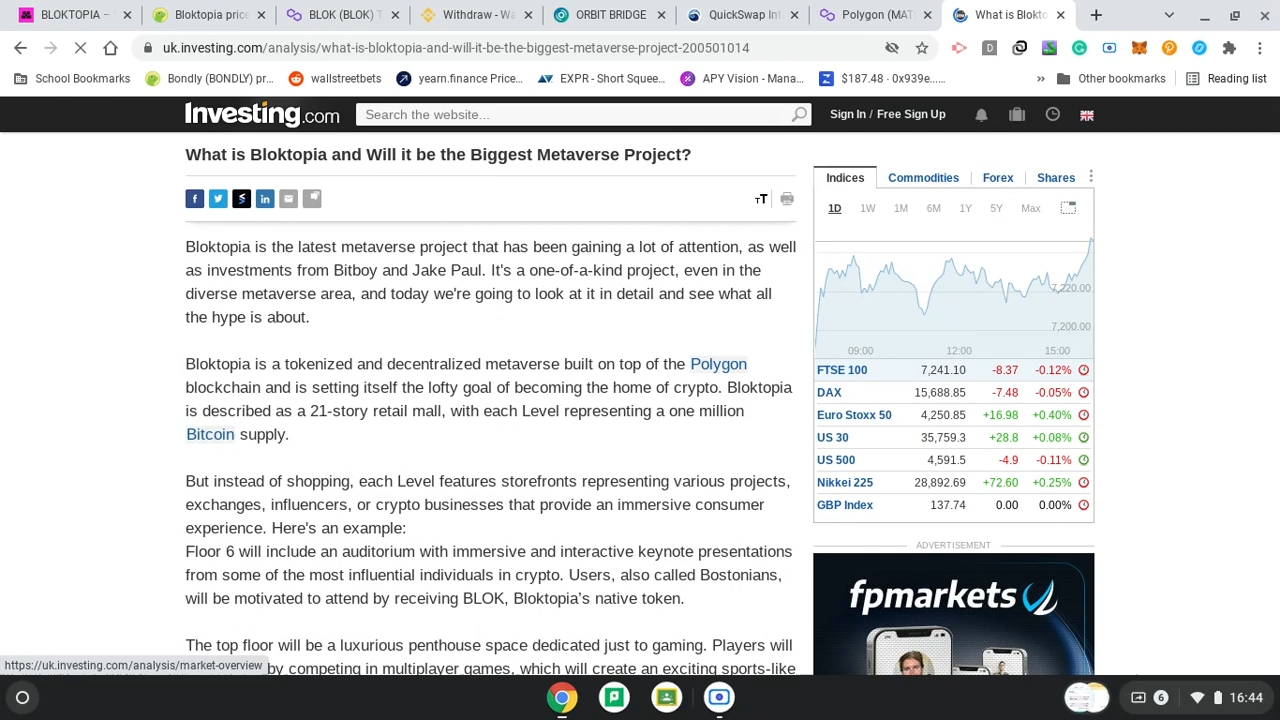 BLOKTOPIA –
Bloktopia price
BLOK (BLOK) T
Withdraw - Wa
ORBIT BRIDGE
QuickSwap Inf
Polygon (MAT
What is Blokto
uk.investing.com/analysis/what-is-bloktopia-and-will-it-be-the-biggest-metaverse-project-200501014
School Bookmarks
Bondly (BONDLY) pr...
wallstreetbets
yearn.finance Price...
EXPR - Short Squee...
APY Vision - Mana...
$187.48 · 0x939e...…
»
Other bookmarks
Reading list
Investing.com
Search the website...
Sign In / Free Sign Up
What is Bloktopia and Will it be the Biggest Metaverse Project?
TT
Bloktopia is the latest metaverse project that has been gaining a lot of attention, as well
as investments from Bitboy and Jake Paul. It's a one-of-a-kind project, even in the
diverse metaverse area, and today we're going to look at it in detail and see what all
the hype is about.
Bloktopia is a tokenized and decentralized metaverse built on top of the Polygon
blockchain and is setting itself the lofty goal of becoming the home of crypto. Bloktopia
is described as a 21-story retail mall, with each Level representing a one million
Bitcoin supply.
But instead of shopping, each Level features storefronts representing various projects,
exchanges, influencers, or crypto businesses that provide an immersive consumer
experience. Here's an example:
Floor 6 will include an auditorium with immersive and interactive keynote presentations
from some of the most influential individuals in crypto. Users, also called Bostonians,
will be motivated to attend by receiving BLOK, Bloktopia's native token.
The top floor will be a luxurious penthouse space dedicated just to gaming. Players will
by competing in multiplayer games, which will create an exciting sports-like
https://uk.investing.com/analysis/market-overview
Indices Commodities Forex Shares
1D 1W 1M 6M 1Y 5Y Max
7,220.00
7,200.00
09:00 12:00 15:00
FTSE 100 7,241.10 -8.37 -0.12%
DAX 15,688.85 -7.48 -0.05%
Euro Stoxx 50 4,250.85 +16.98 +0.40%
US 30 35,759.3 +28.8 +0.08%
US 500 4,591.5 -4.9 -0.11%
Nikkei 225 28,892.69 +72.60 +0.25%
GBP Index 137.74 0.00 0.00%
ADVERTISEMENT
fpmarkets
6
16:44